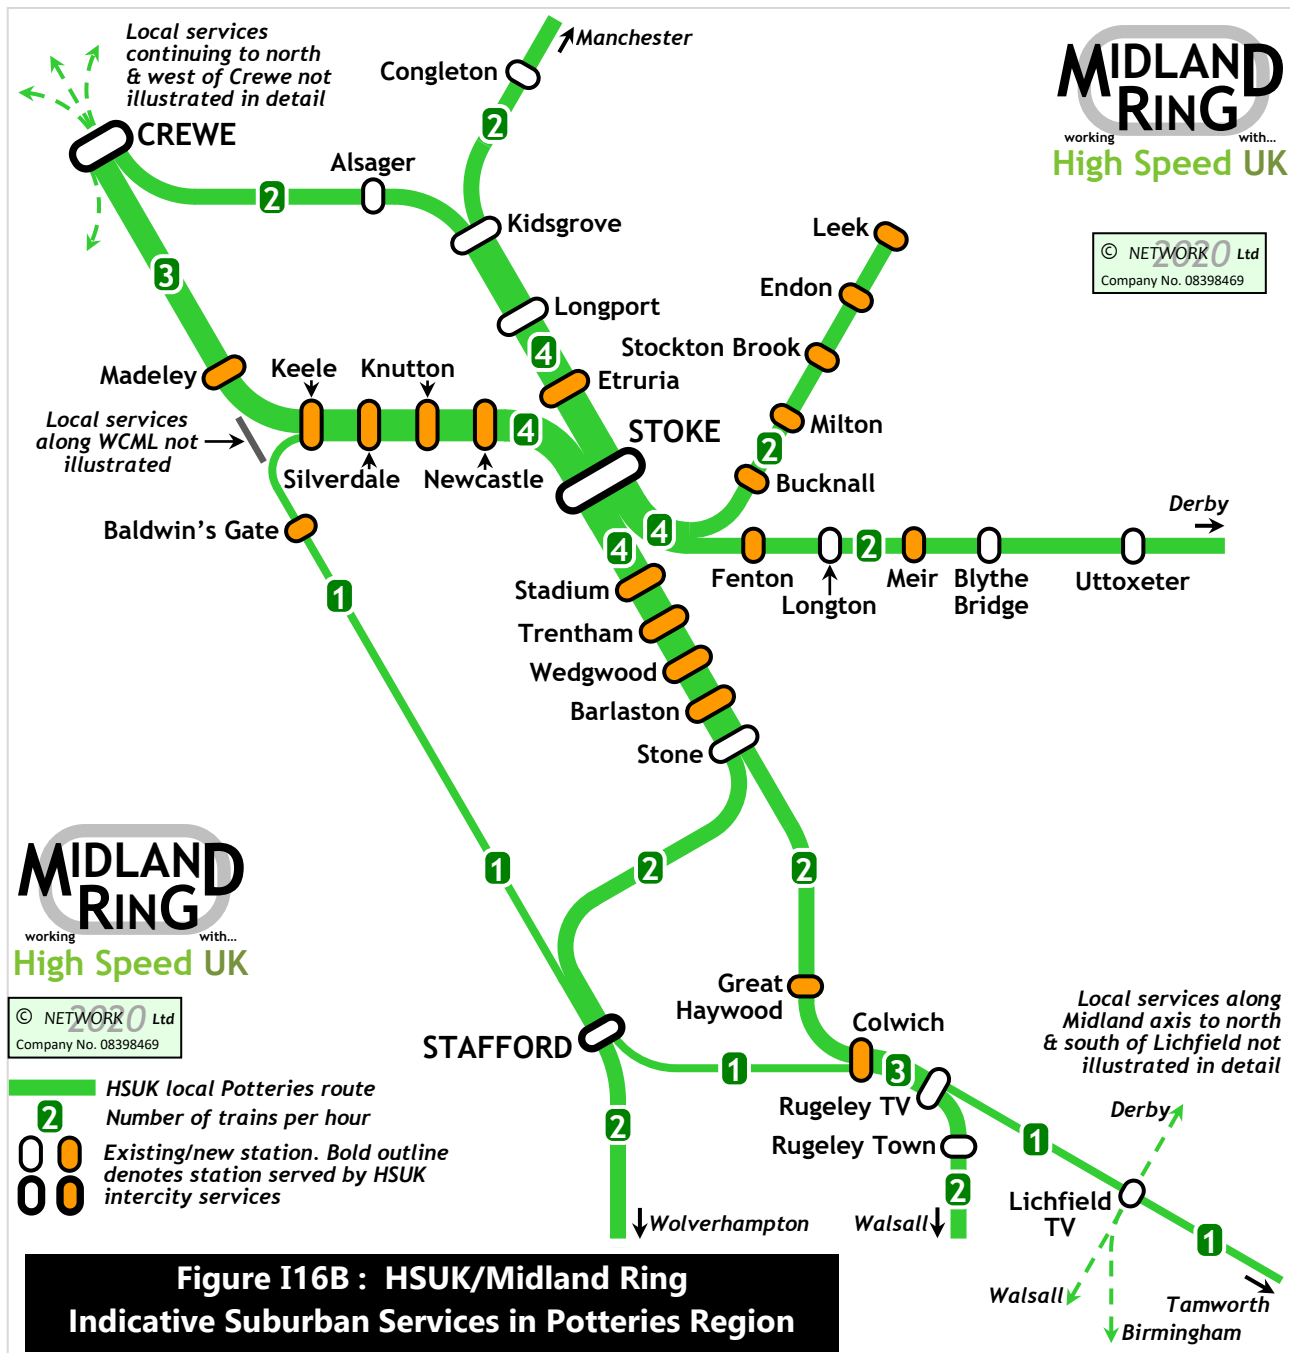 Local services
continuing to north
& west of Crewe not
illustrated in detail
Manchester
Congleton
2
MIDLAND
RING
working with...
High Speed UK
CREWE
Alsager
2
Kidsgrove
Leek
© NETWORK 2020 Ltd
Company No. 08398469
3
Endon
Longport
4
Stockton Brook
Madeley
Keele
Knutton
Etruria
Local services
along WCML not
illustrated
4
STOKE
Milton
2
Silverdale
Newcastle
Bucknall
Baldwin's Gate
Derby
4
4
2
Stadium
Fenton
Longton
Meir
Blythe
Bridge
Uttoxeter
1
Trentham
Wedgwood
Barlaston
Stone
MIDLAND
RING
working with...
High Speed UK
1
2
2
© NETWORK 2020 Ltd
Company No. 08398469
Great
Haywood
STAFFORD
Colwich
Local services along
Midland axis to north
& south of Lichfield not
illustrated in detail
1
3
HSUK local Potteries route
2
Number of trains per hour
Existing/new station. Bold outline
denotes station served by HSUK
intercity services
Rugeley TV
Derby
2
Rugeley Town
1
2
Lichfield
TV
Wolverhampton
Walsall
1
Walsall
Tamworth
Birmingham
Figure I16B : HSUK/Midland Ring
Indicative Suburban Services in Potteries Region